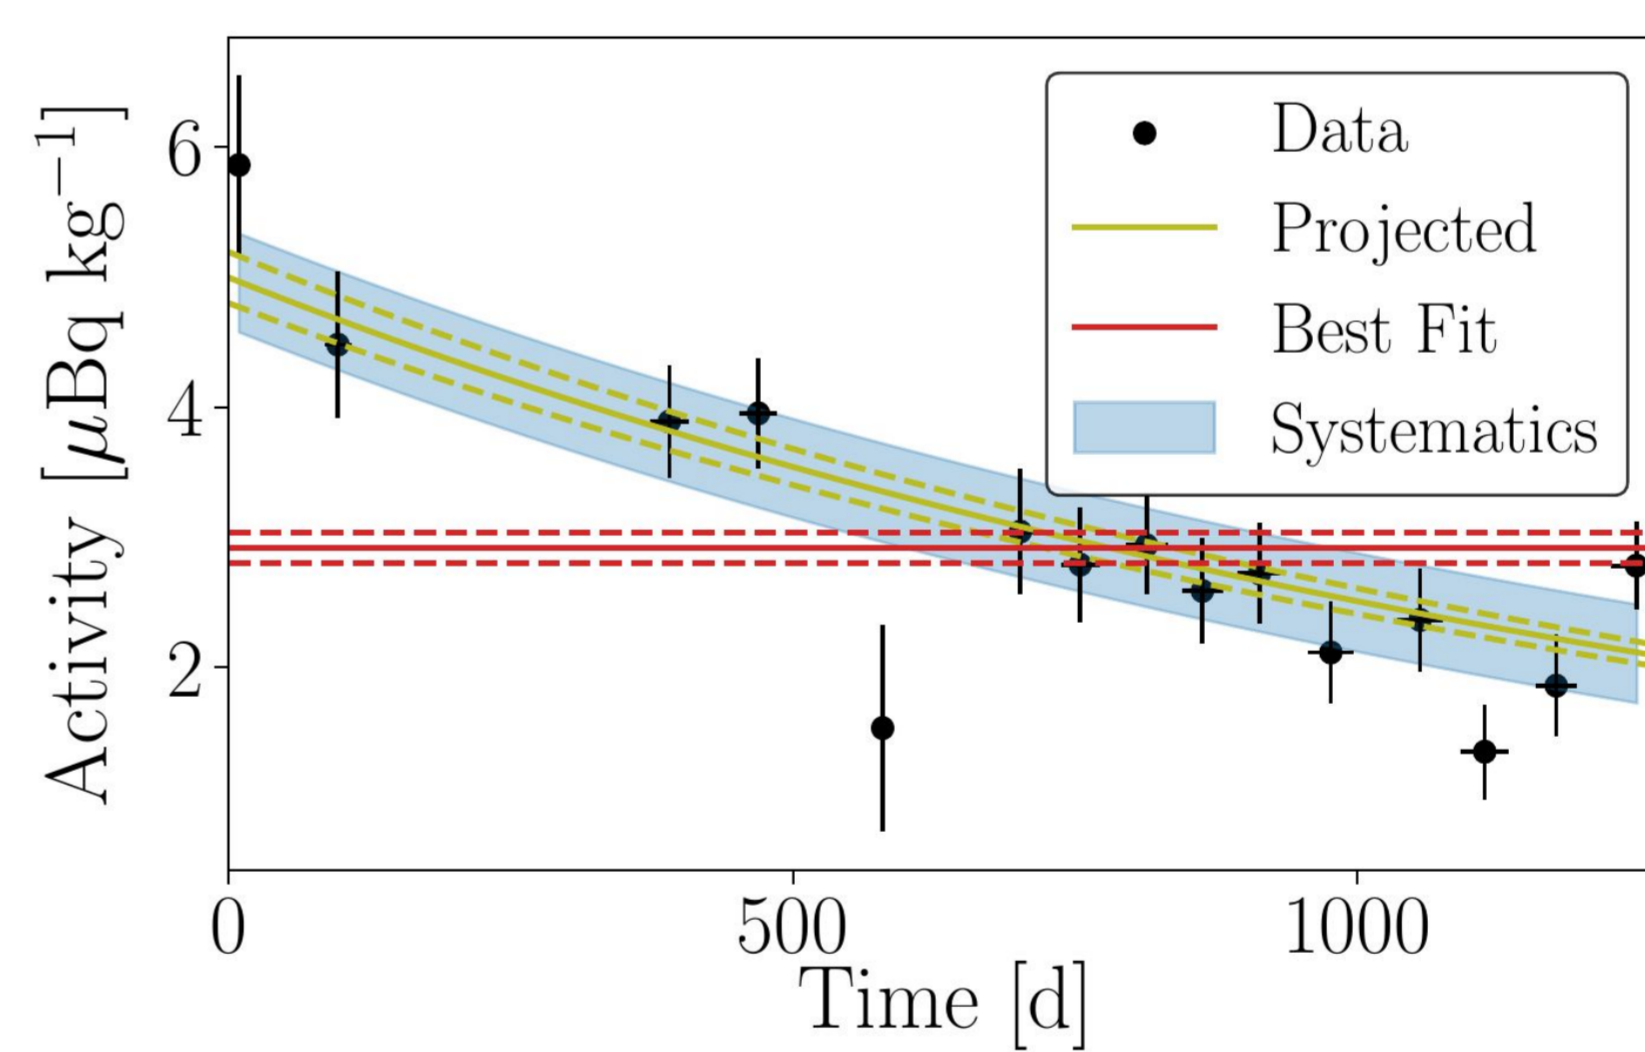 Activity [μBq kg⁻¹]
6
4
2
Data
Projected
Best Fit
Systematics
0 500 1000
Time [d]